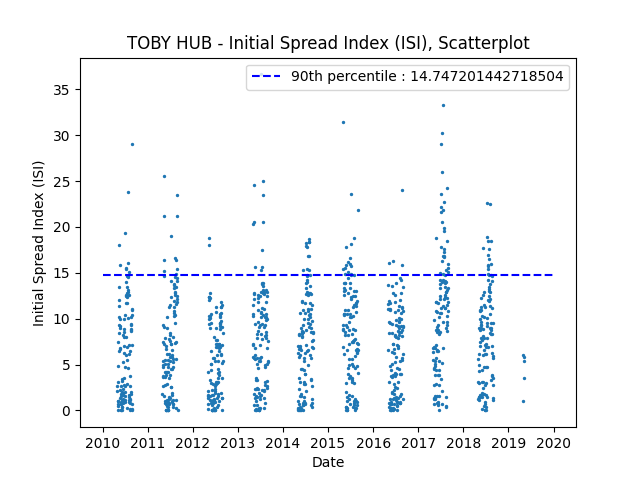 TOBY HUB - Initial Spread Index (ISI), Scatterplot
90th percentile : 14.747201442718504
Initial Spread Index (ISI)
35
30
25
20
15
10
5
0
2010 2011 2012 2013 2014 2015 2016 2017 2018 2019 2020
Date